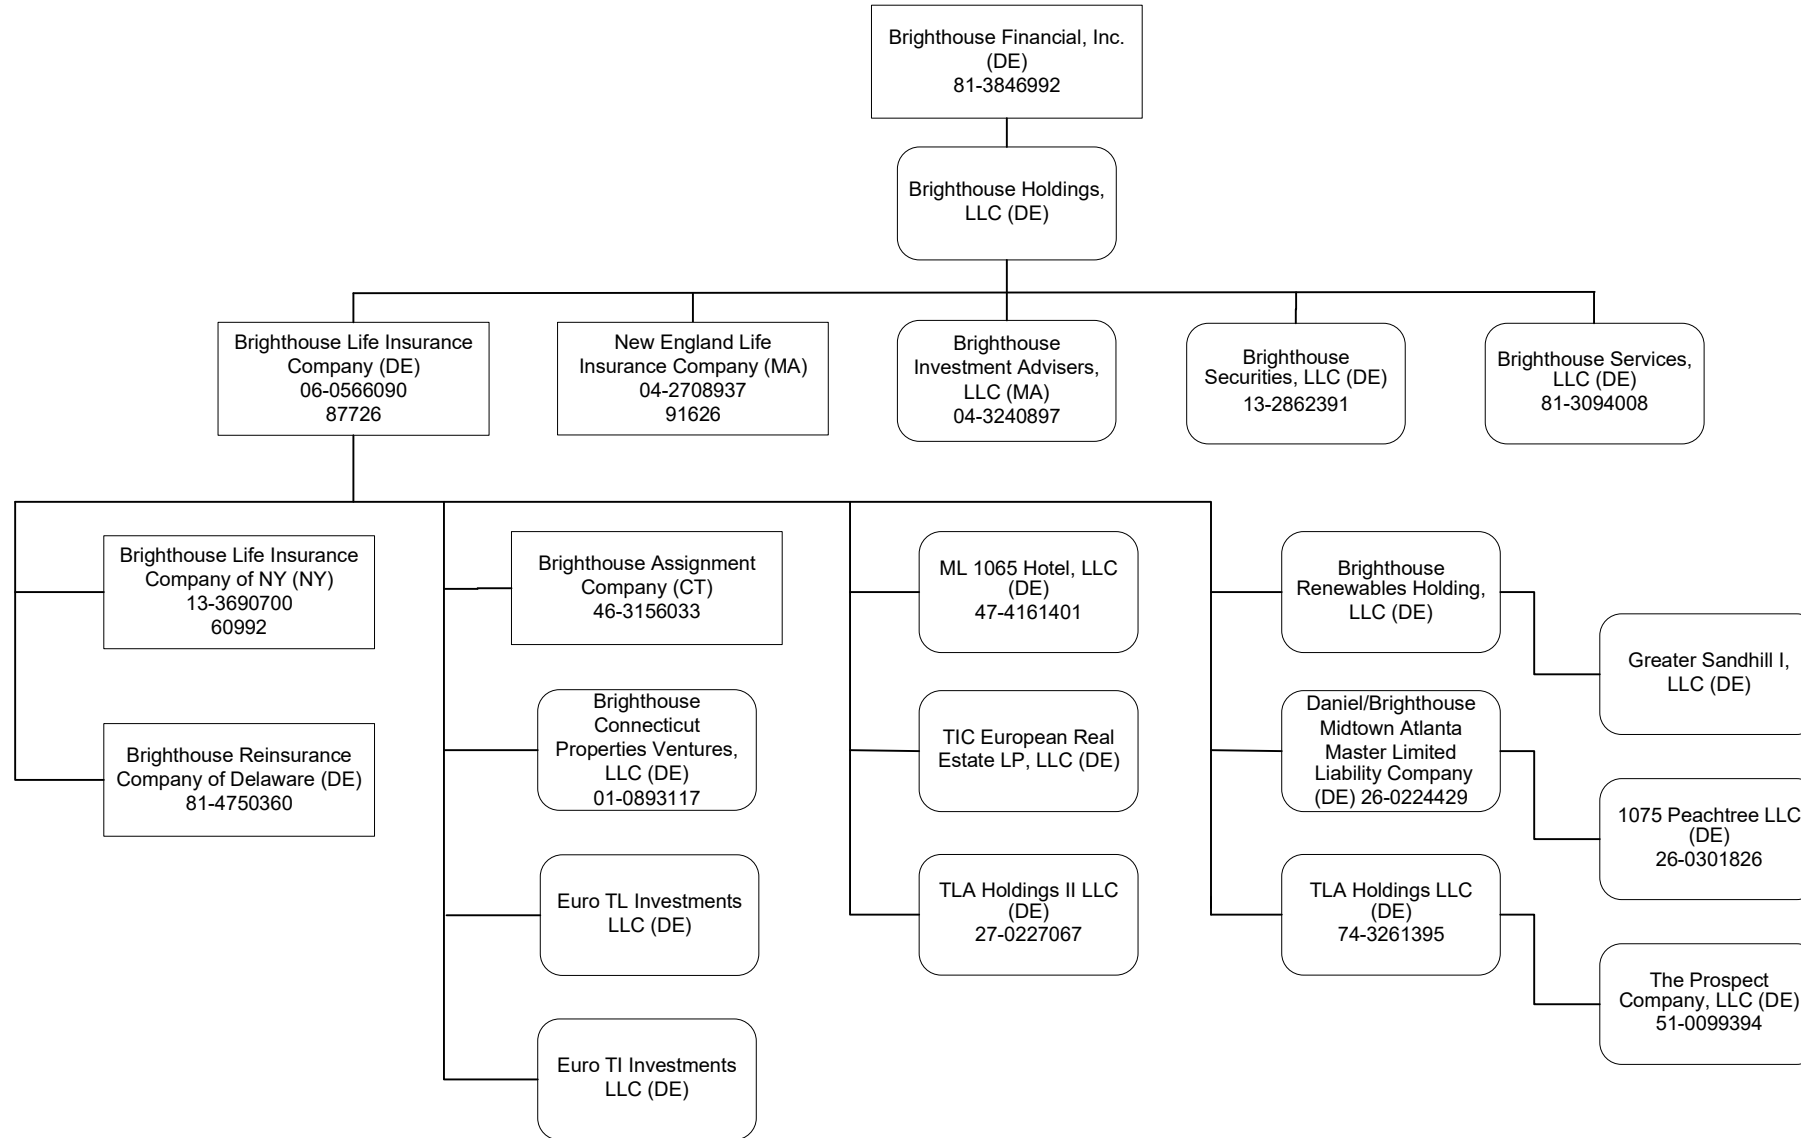 Brighthouse Financial, Inc.
(DE)
81-3846992
Brighthouse Holdings,
LLC (DE)
Brighthouse Life Insurance
Company (DE)
06-0566090
87726
New England Life
Insurance Company (MA)
04-2708937
91626
Brighthouse
Investment Advisers,
LLC (MA)
04-3240897
Brighthouse
Securities, LLC (DE)
13-2862391
Brighthouse Services,
LLC (DE)
81-3094008
Brighthouse Life Insurance
Company of NY (NY)
13-3690700
60992
Brighthouse Reinsurance
Company of Delaware (DE)
81-4750360
Brighthouse Assignment
Company (CT)
46-3156033
Brighthouse
Connecticut
Properties Ventures,
LLC (DE)
01-0893117
Euro TL Investments
LLC (DE)
Euro TI Investments
LLC (DE)
ML 1065 Hotel, LLC
(DE)
47-4161401
TIC European Real
Estate LP, LLC (DE)
TLA Holdings II LLC
(DE)
27-0227067
Brighthouse
Renewables Holding,
LLC (DE)
Daniel/Brighthouse
Midtown Atlanta
Master Limited
Liability Company
(DE) 26-0224429
TLA Holdings LLC
(DE)
74-3261395
Greater Sandhill I,
LLC (DE)
1075 Peachtree LLC
(DE)
26-0301826
The Prospect
Company, LLC (DE)
51-0099394